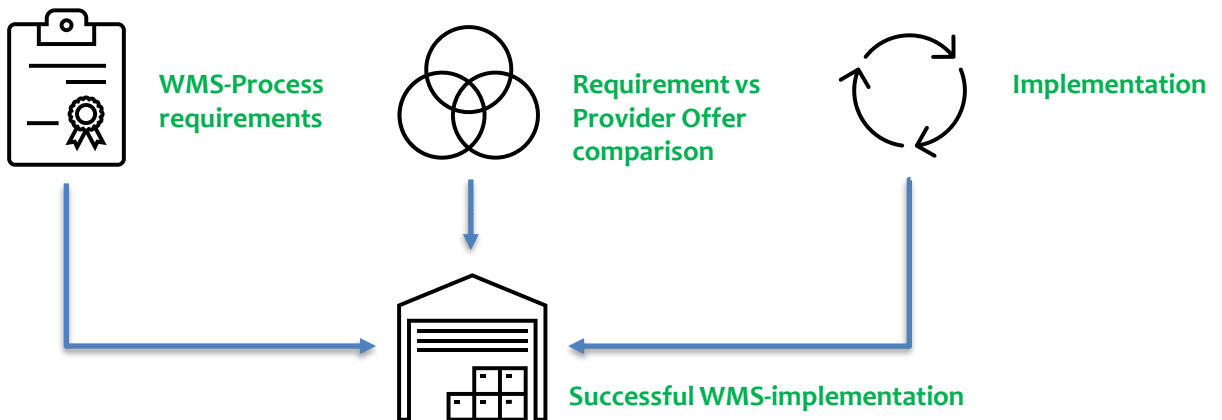 WMS-Process
requirements
Requirement vs
Provider Offer
comparison
Implementation
Successful WMS-implementation